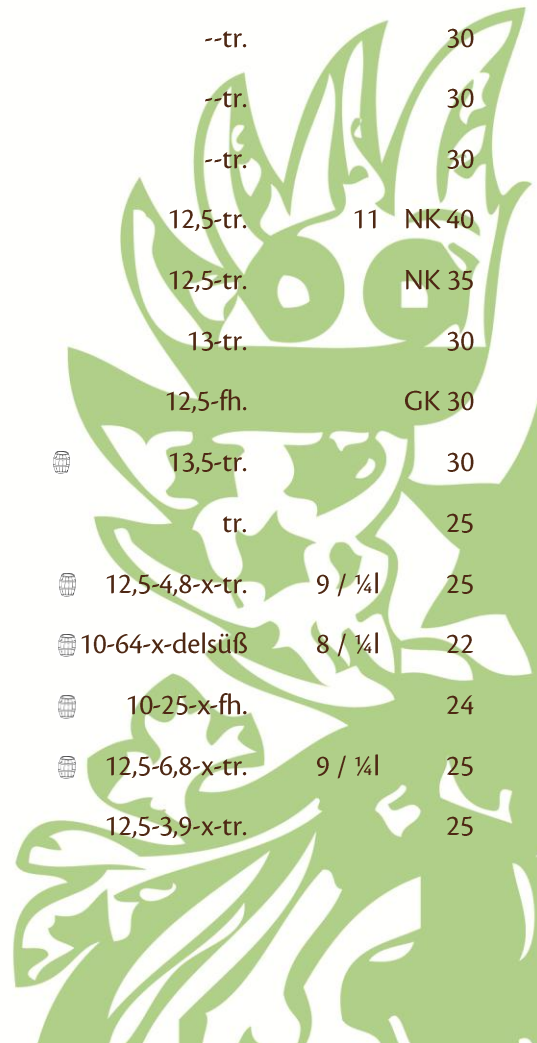 --tr. 30
--tr. 30
--tr. 30
12,5-tr. 11 NK 40
12,5-tr. NK 35
13-tr. 30
12,5-fh. GK 30
13,5-tr. 30
tr. 25
12,5-4,8-x-tr. 9 / ¼l 25
10-64-x-delsüß 8 / ¼l 22
10-25-x-fh. 24
12,5-6,8-x-tr. 9 / ¼l 25
12,5-3,9-x-tr. 25